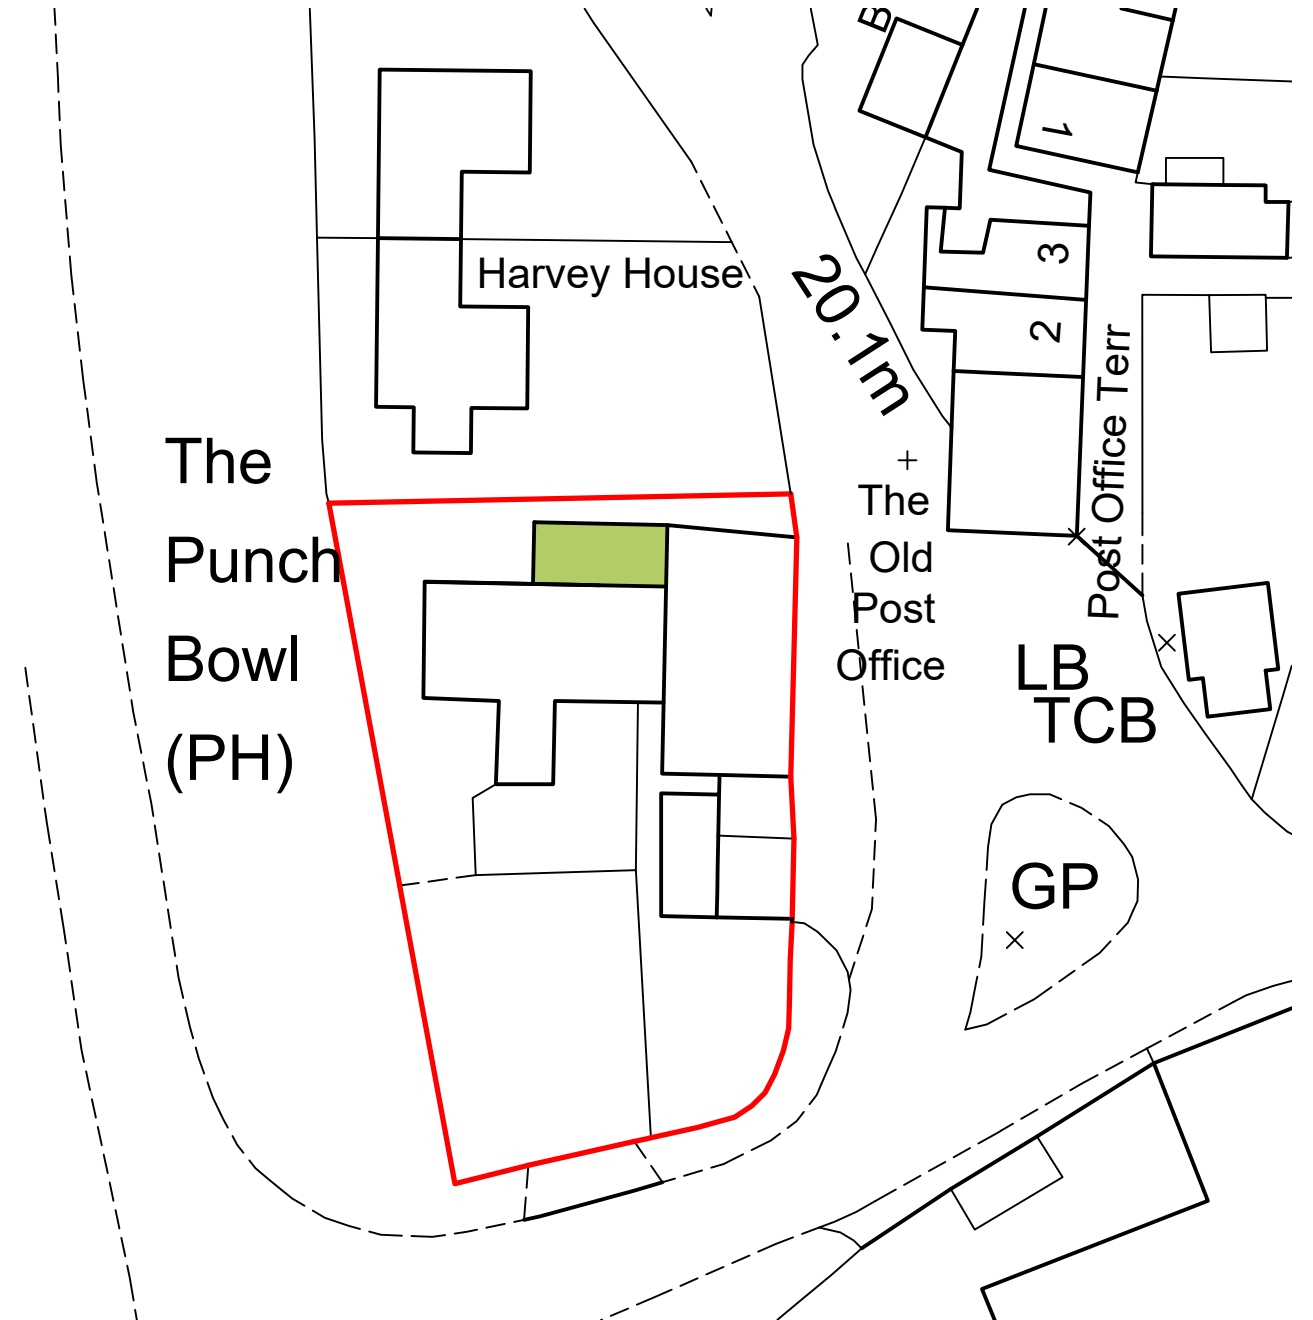 B
1
Harvey House
3
20.1m
2
Post Office Terr
The
Punch
Bowl
(PH)
The
Old
Post
Office
LB
TCB
GP